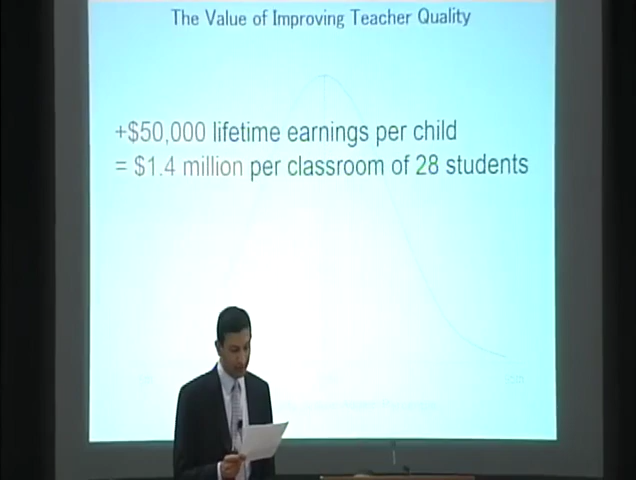 The Value of Improving Teacher Quality
+$50,000 lifetime earnings per child
= $1.4 million per classroom of 28 students